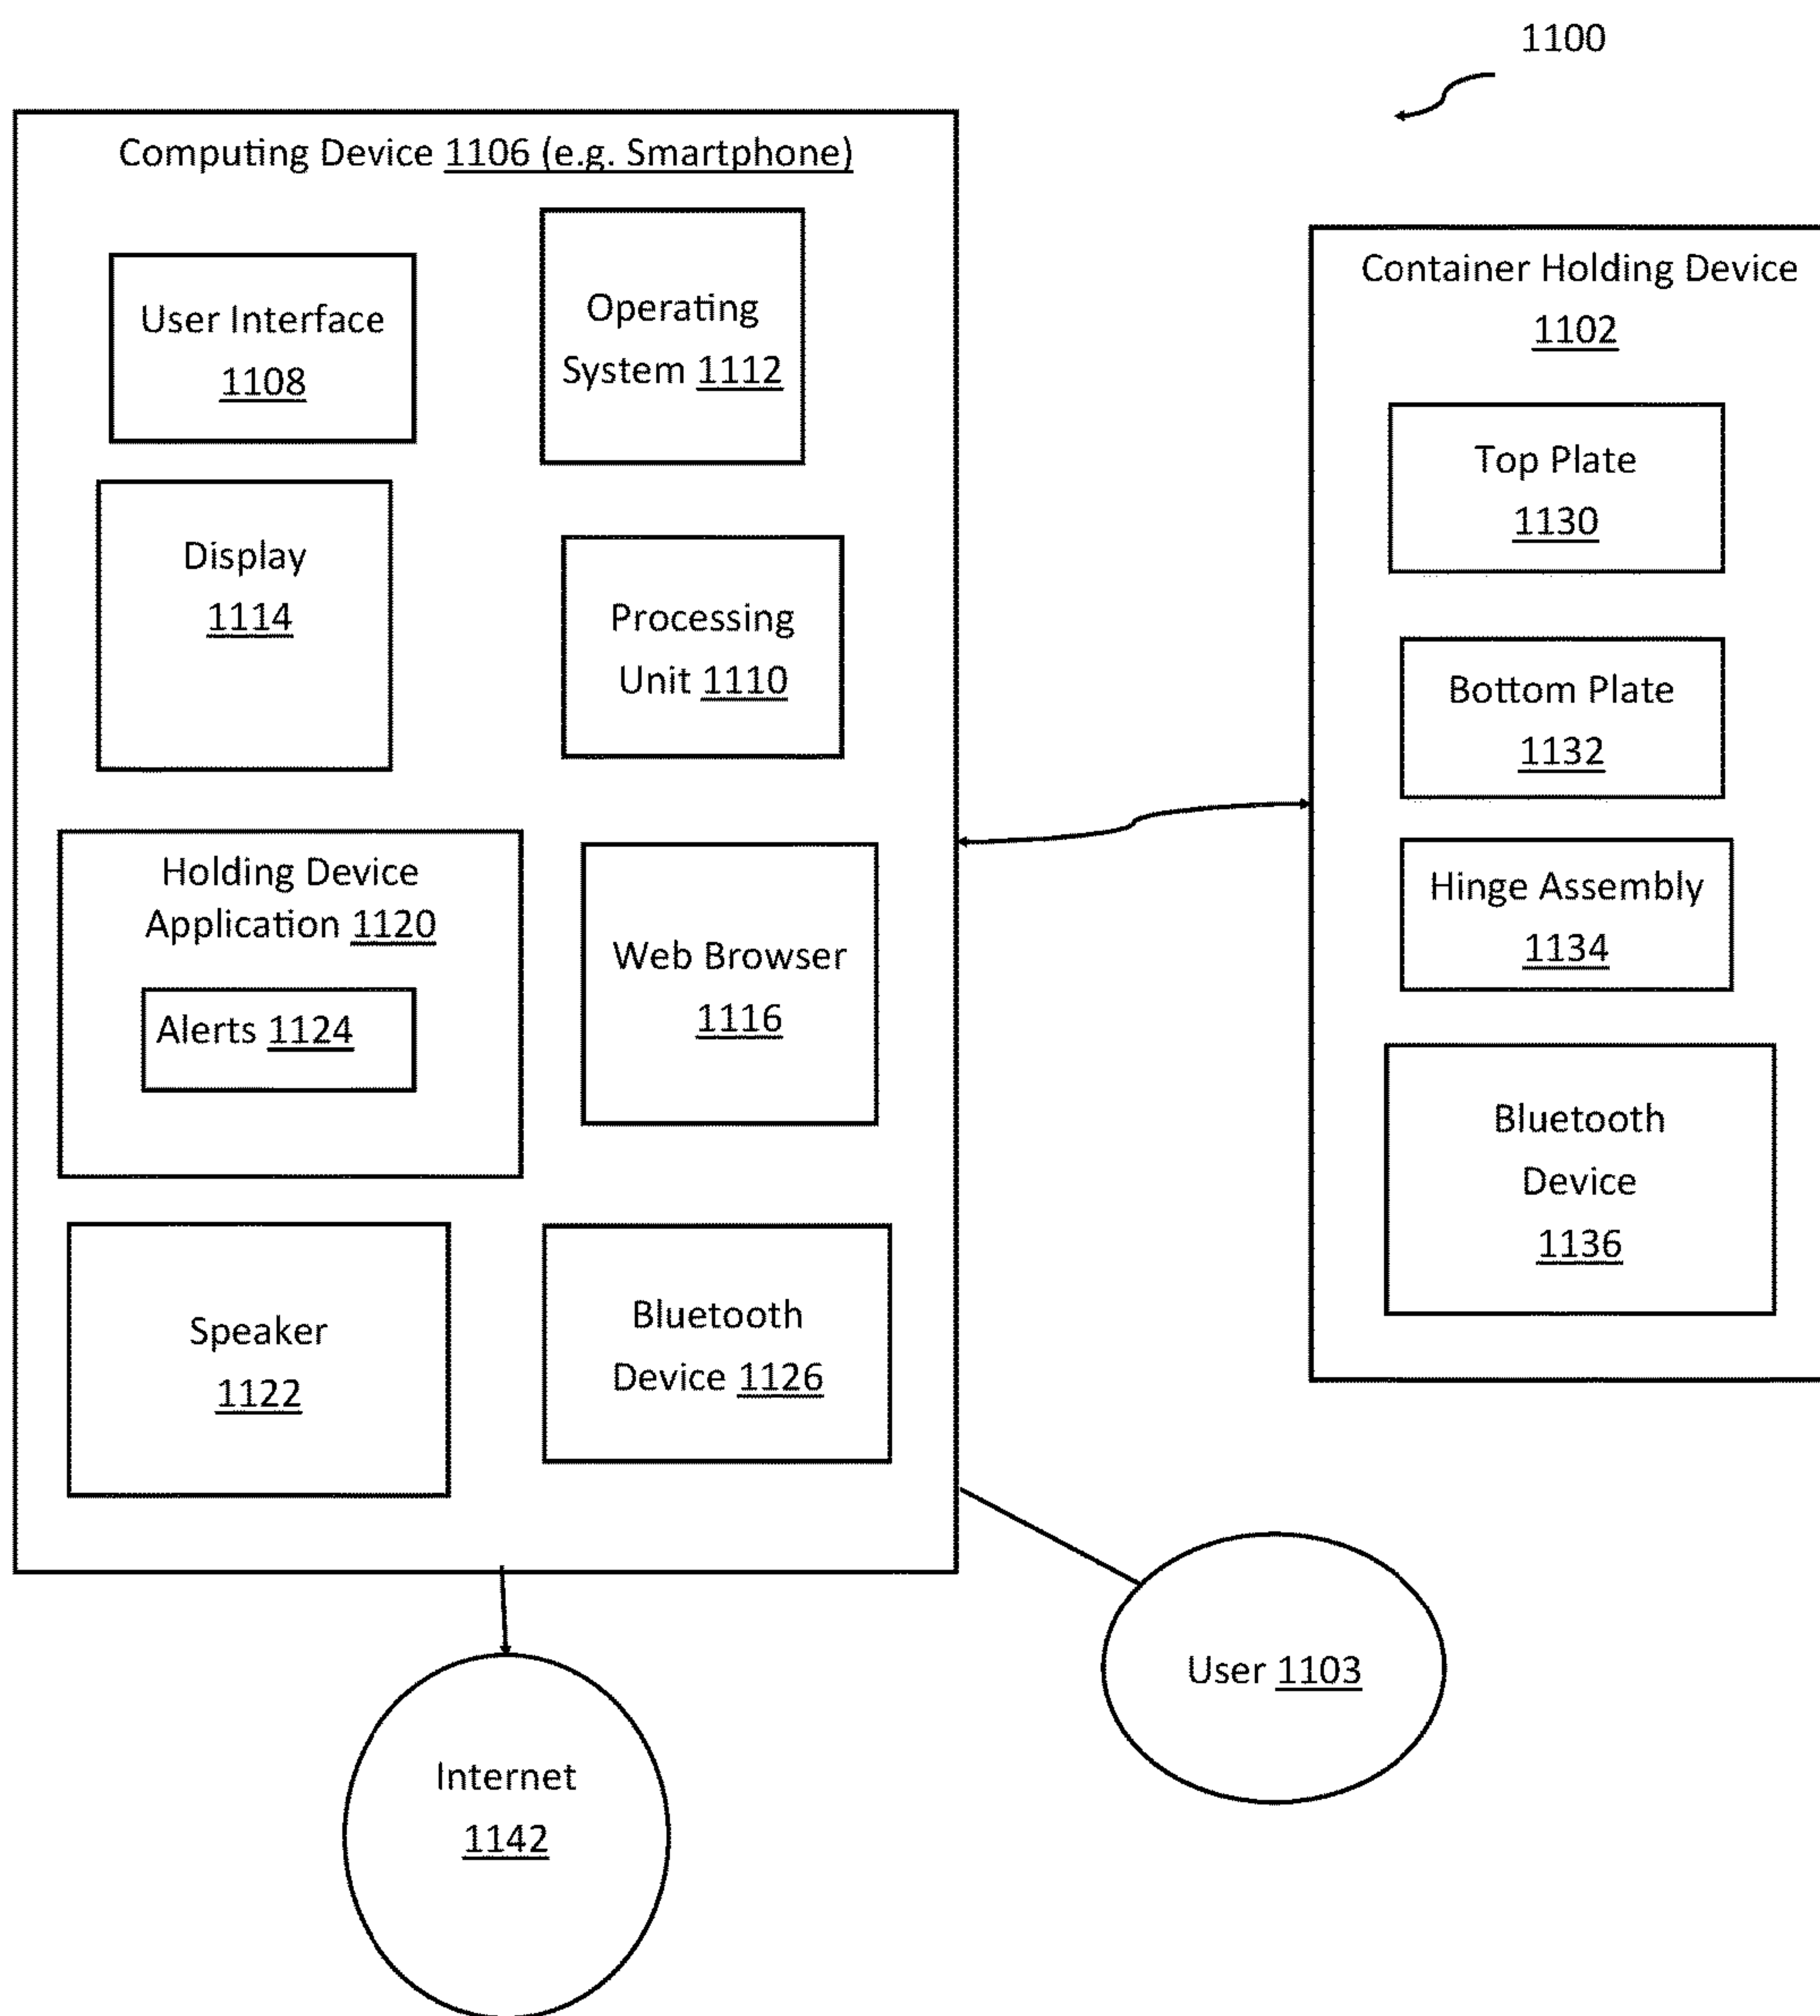 1100
Computing Device 1106 (e.g. Smartphone)
User Interface
1108
Operating
System 1112
Display
1114
Processing
Unit 1110
Holding Device
Application 1120
Alerts 1124
Web Browser
1116
Speaker
1122
Bluetooth
Device 1126
Container Holding Device
1102
Top Plate
1130
Bottom Plate
1132
Hinge Assembly
1134
Bluetooth
Device
1136
User 1103
Internet
1142